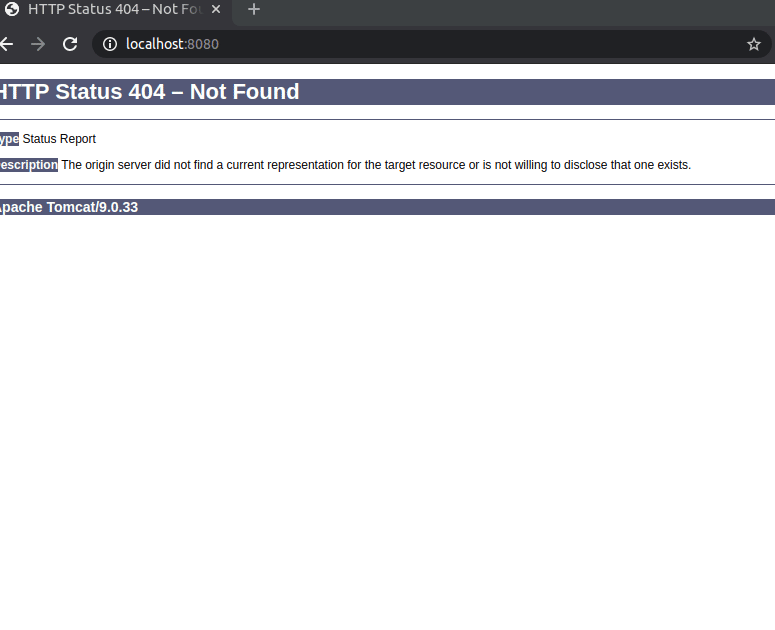 HTTP Status 404 – Not Fou
localhost:8080
HTTP Status 404 – Not Found
ype Status Report
escription The origin server did not find a current representation for the target resource or is not willing to disclose that one exists.
Apache Tomcat/9.0.33